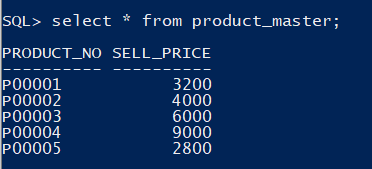 SQL> select * from product_master;
PRODUCT_NO SELL_PRICE
---------- ----------
P00001 3200
P00002 4000
P00003 6000
P00004 9000
P00005 2800